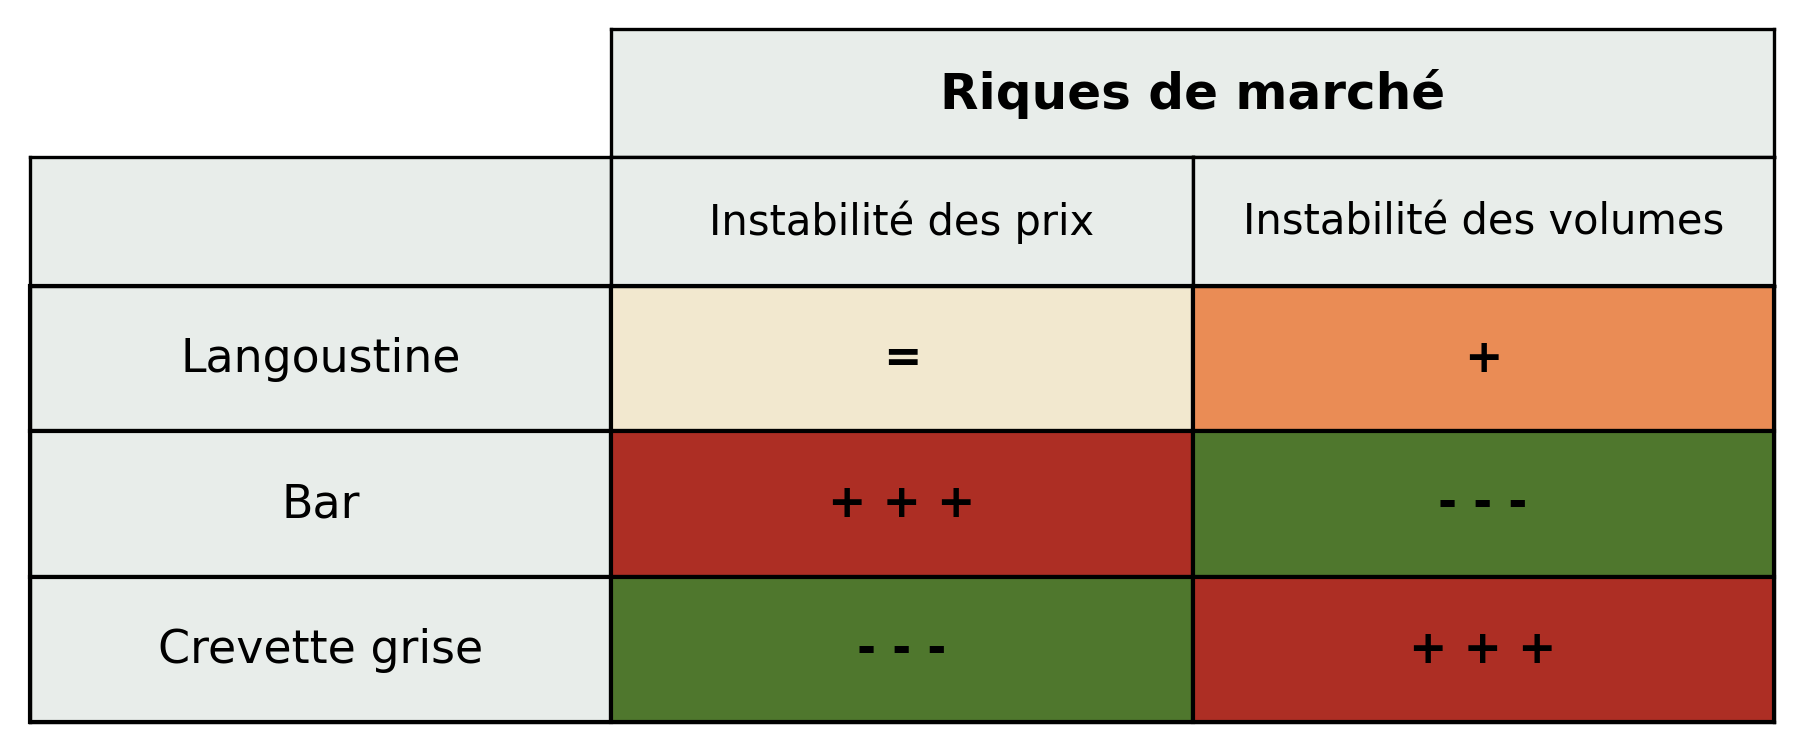 Riques de marché
Instabilité des prix Instabilité des volumes
Langoustine = +
Bar + + + - - -
Crevette grise - - - + + +